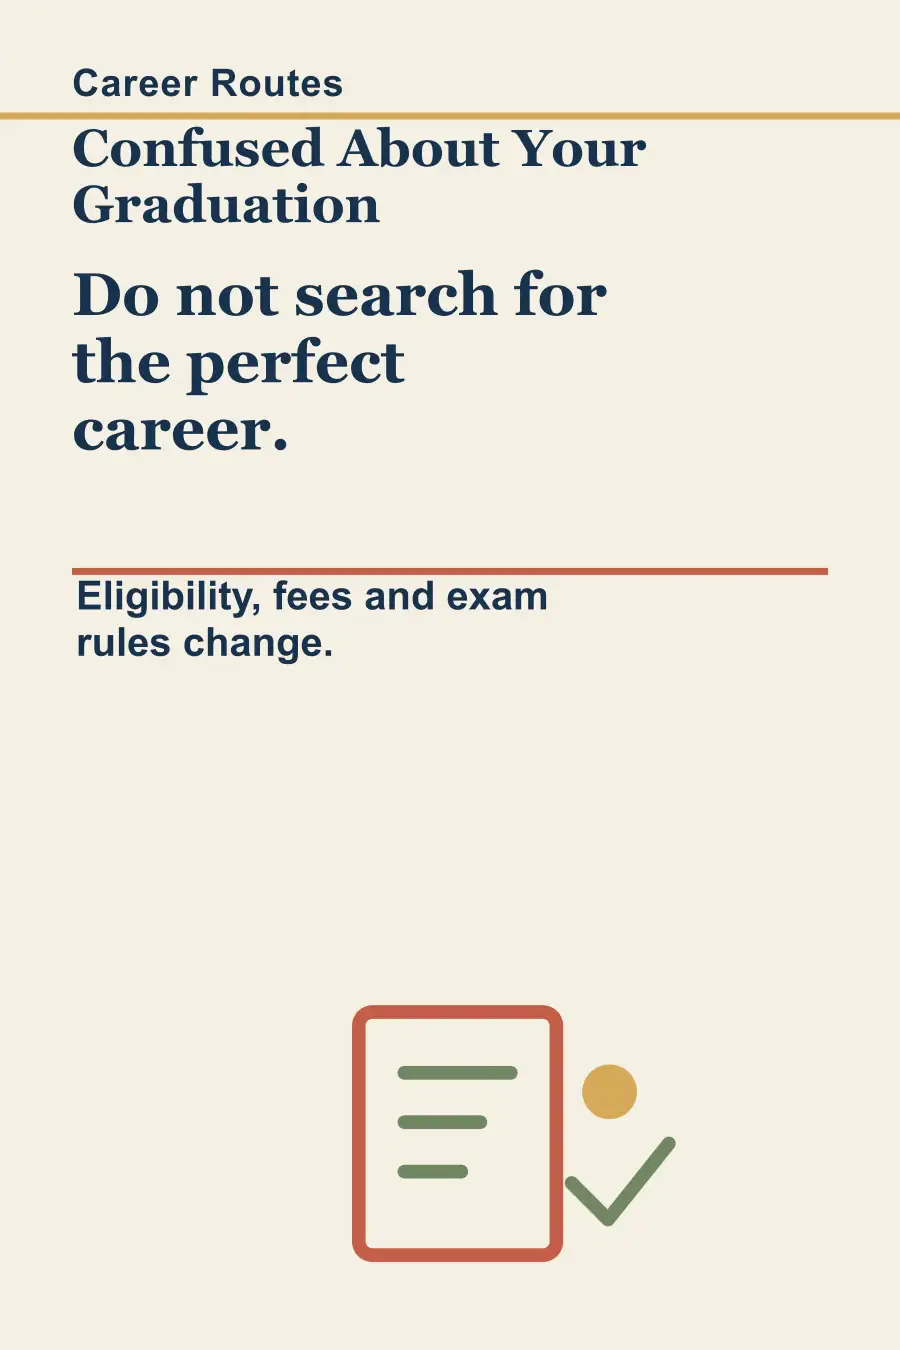 Career Routes
Confused About Your
Graduation
Do not search for
the perfect
career.
Eligibility, fees and exam
rules change.